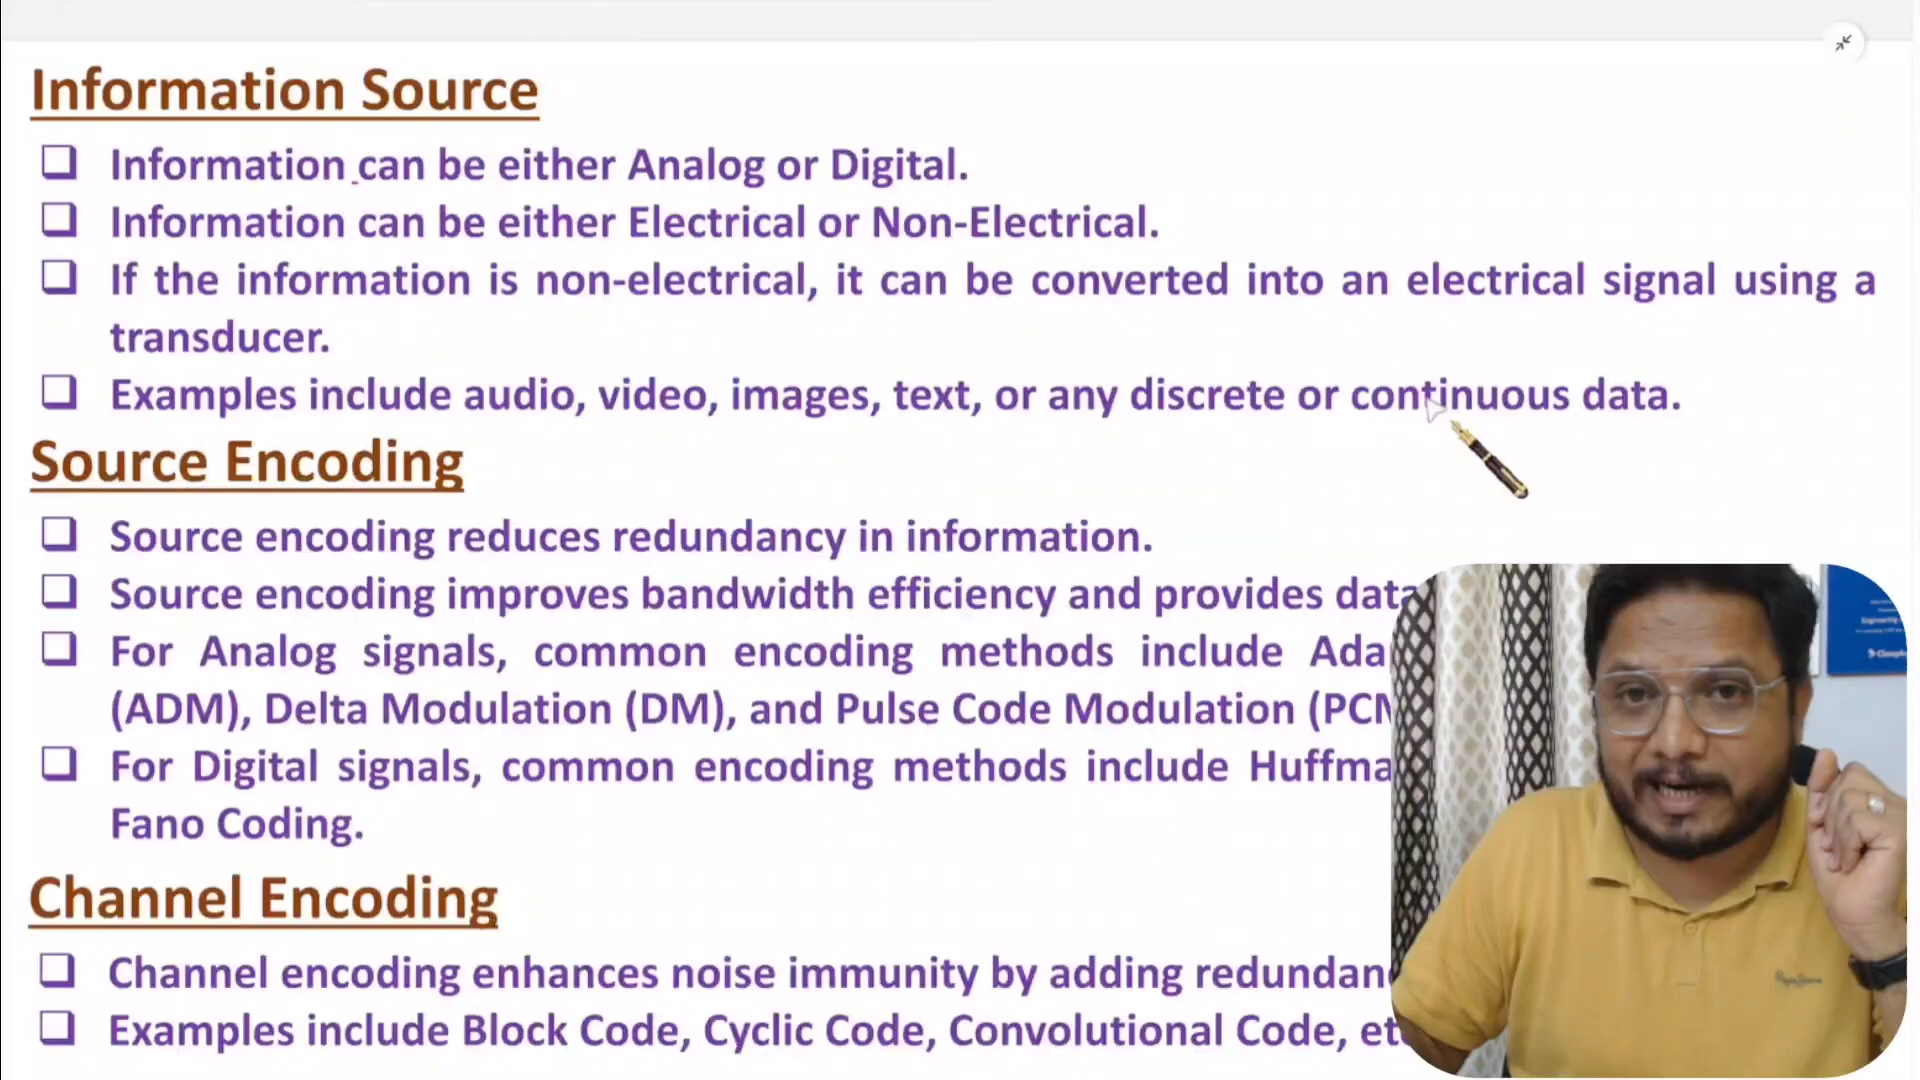 Information Source
Information can be either Analog or Digital.
Information can be either Electrical or Non-Electrical.
If the information is non-electrical, it can be converted into an electrical signal using a
transducer.
Examples include audio, video, images, text, or any discrete or continuous data.
Source Encoding
Source encoding reduces redundancy in information.
Source encoding improves bandwidth efficiency and provides data
For Analog signals, common encoding methods include Ada
(ADM), Delta Modulation (DM), and Pulse Code Modulation (PCM
For Digital signals, common encoding methods include Huffma
Fano Coding.
Channel Encoding
Channel encoding enhances noise immunity by adding redundan
Examples include Block Code, Cyclic Code, Convolutional Code, etc